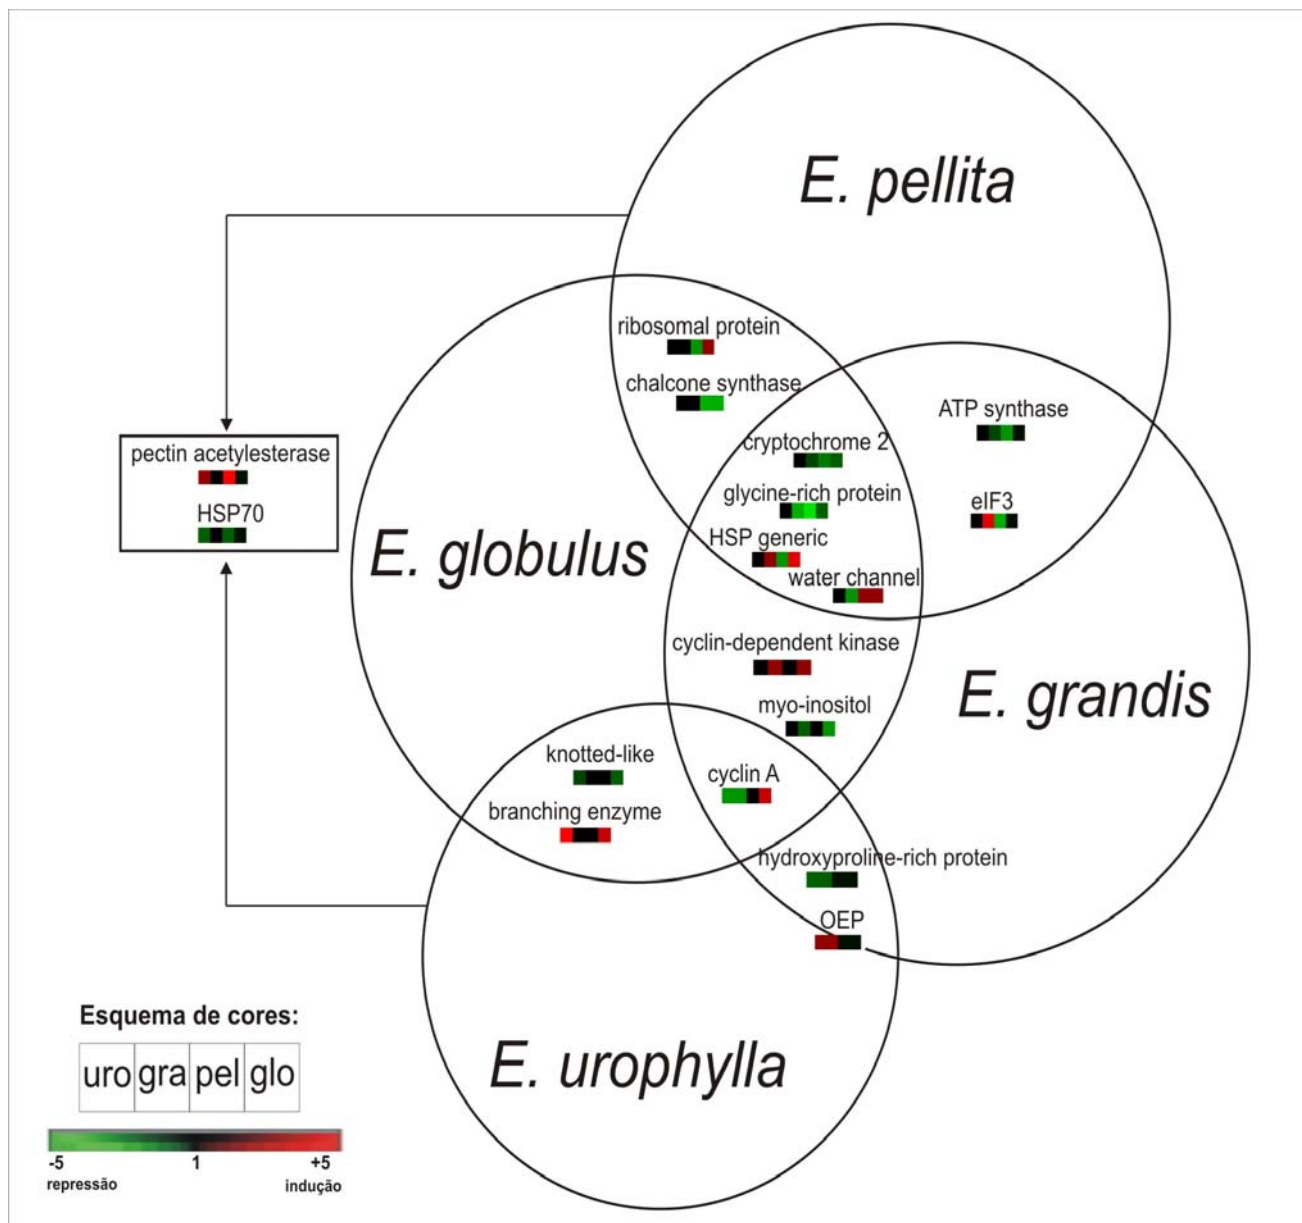 E. pellita
ribosomal protein
chalcone synthase
ATP synthase
cryptochrome 2
pectin acetylesterase
glycine-rich protein
eIF3
HSP70
HSP generic
E. globulus
water channel
cyclin-dependent kinase
E. grandis
myo-inositol
knotted-like
cyclin A
branching enzyme
hydroxyproline-rich protein
OEP
Esquema de cores:
uro gra pel glo
E. urophylla
-5 1 +5
repressão indução